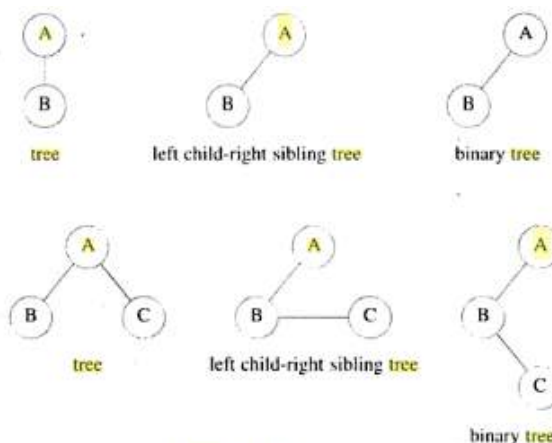 A A A
B B B
tree left child-right sibling tree binary tree
A A A
B C B C B
tree left child-right sibling tree C
binary tree